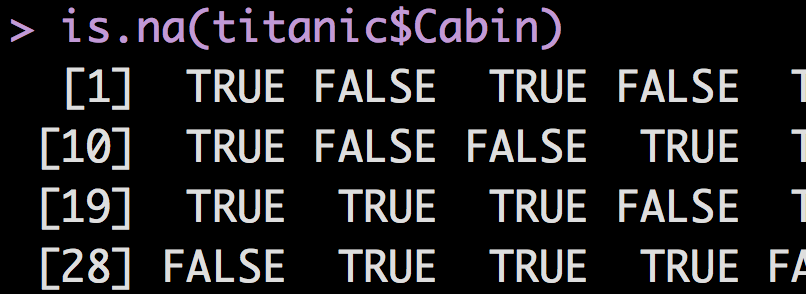 > is.na(titanic$Cabin)
[1] TRUE FALSE TRUE FALSE
[10] TRUE FALSE FALSE TRUE
[19] TRUE TRUE TRUE FALSE
[28] FALSE TRUE TRUE TRUE